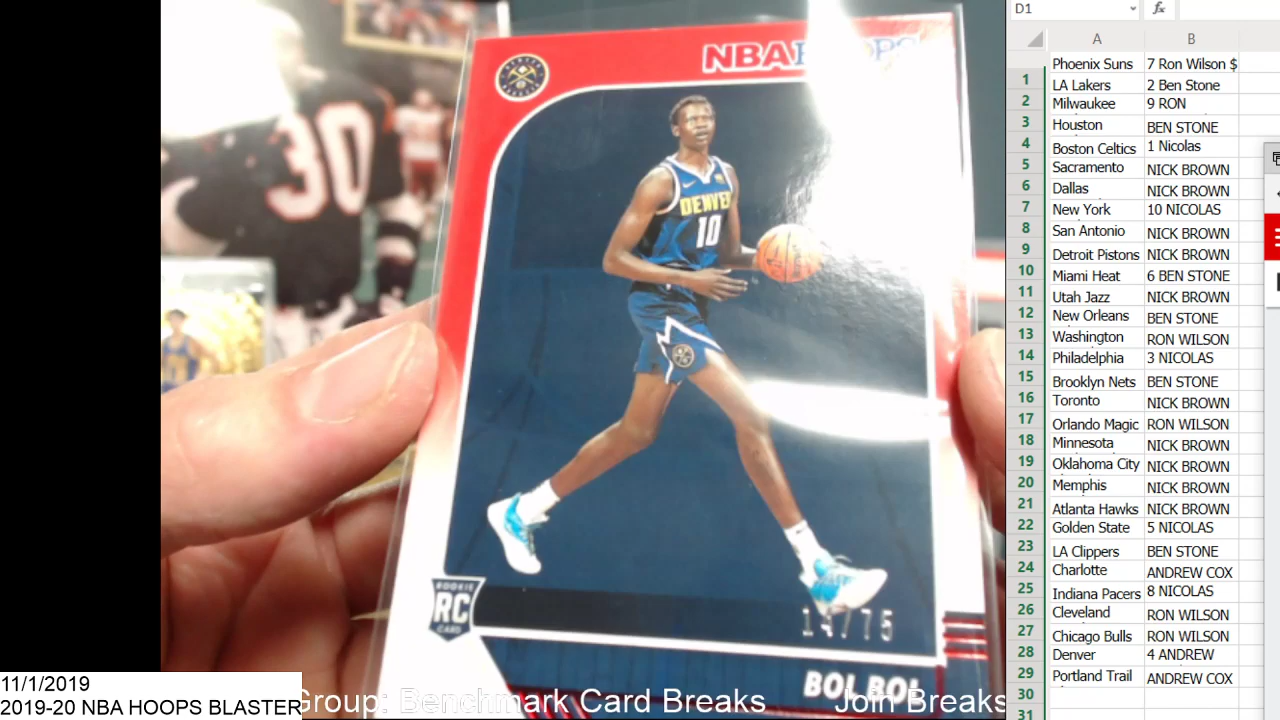 30
NBA HOOPS
DENVER
10
ROOKIE
RC
CARD
14/75
BOL BOL
11/1/2019
2019-20 NBA HOOPS BLASTER
Group: Benchmark Card Breaks Join Breaks
D1 fx
A B
Phoenix Suns 7 Ron Wilson $
1 LA Lakers 2 Ben Stone
2 Milwaukee 9 RON
3 Houston BEN STONE
4 Boston Celtics 1 Nicolas
5 Sacramento NICK BROWN
6 Dallas NICK BROWN
7 New York 10 NICOLAS
8 San Antonio NICK BROWN
9 Detroit Pistons NICK BROWN
10 Miami Heat 6 BEN STONE
11 Utah Jazz NICK BROWN
12 New Orleans BEN STONE
13 Washington RON WILSON
14 Philadelphia 3 NICOLAS
15 Brooklyn Nets BEN STONE
16 Toronto NICK BROWN
17 Orlando Magic RON WILSON
18 Minnesota NICK BROWN
19 Oklahoma City NICK BROWN
20 Memphis NICK BROWN
21 Atlanta Hawks NICK BROWN
22 Golden State 5 NICOLAS
23 LA Clippers BEN STONE
24 Charlotte ANDREW COX
25 Indiana Pacers 8 NICOLAS
26 Cleveland RON WILSON
27 Chicago Bulls RON WILSON
28 Denver 4 ANDREW
29 Portland Trail ANDREW COX
30
31